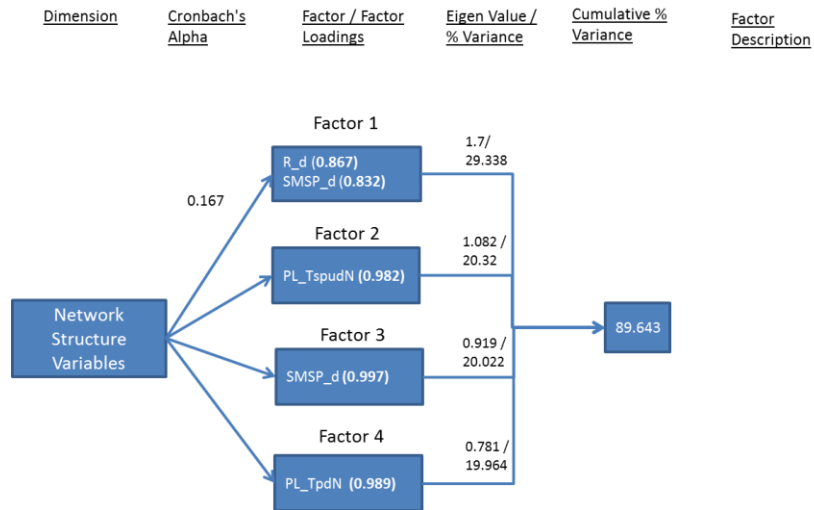 Dimension
Cronbach's
Alpha
Factor / Factor
Loadings
Eigen Value /
% Variance
Cumulative %
Variance
Factor
Description
Factor 1
R_d (0.867)
SMSP_d (0.832)
1.7/
29.338
0.167
Factor 2
PL_TspudN (0.982)
1.082 /
20.32
Network
Structure
Variables
Factor 3
SMSP_d (0.997)
0.919 /
20.022
89.643
Factor 4
PL_TpdN (0.989)
0.781 /
19.964